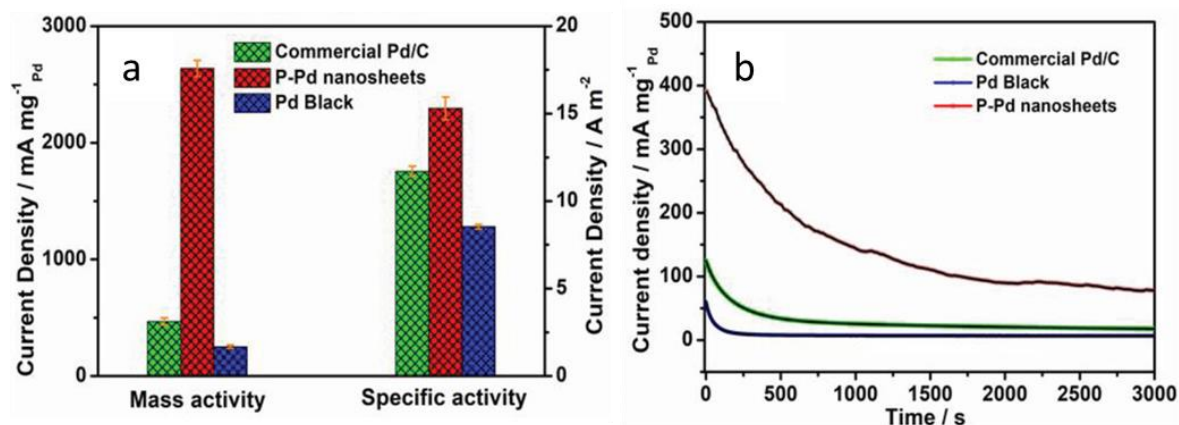 a
Current Density / mA mg⁻¹ Pd
3000
2000
1000
0
Commercial Pd/C
P-Pd nanosheets
Pd Black
Mass activity
Specific activity
20
15
10
5
0
Current Density / A m⁻²
b
Current density / mA mg⁻¹ Pd
500
400
300
200
100
0
Commercial Pd/C
Pd Black
P-Pd nanosheets
0 500 1000 1500 2000 2500 3000
Time / s